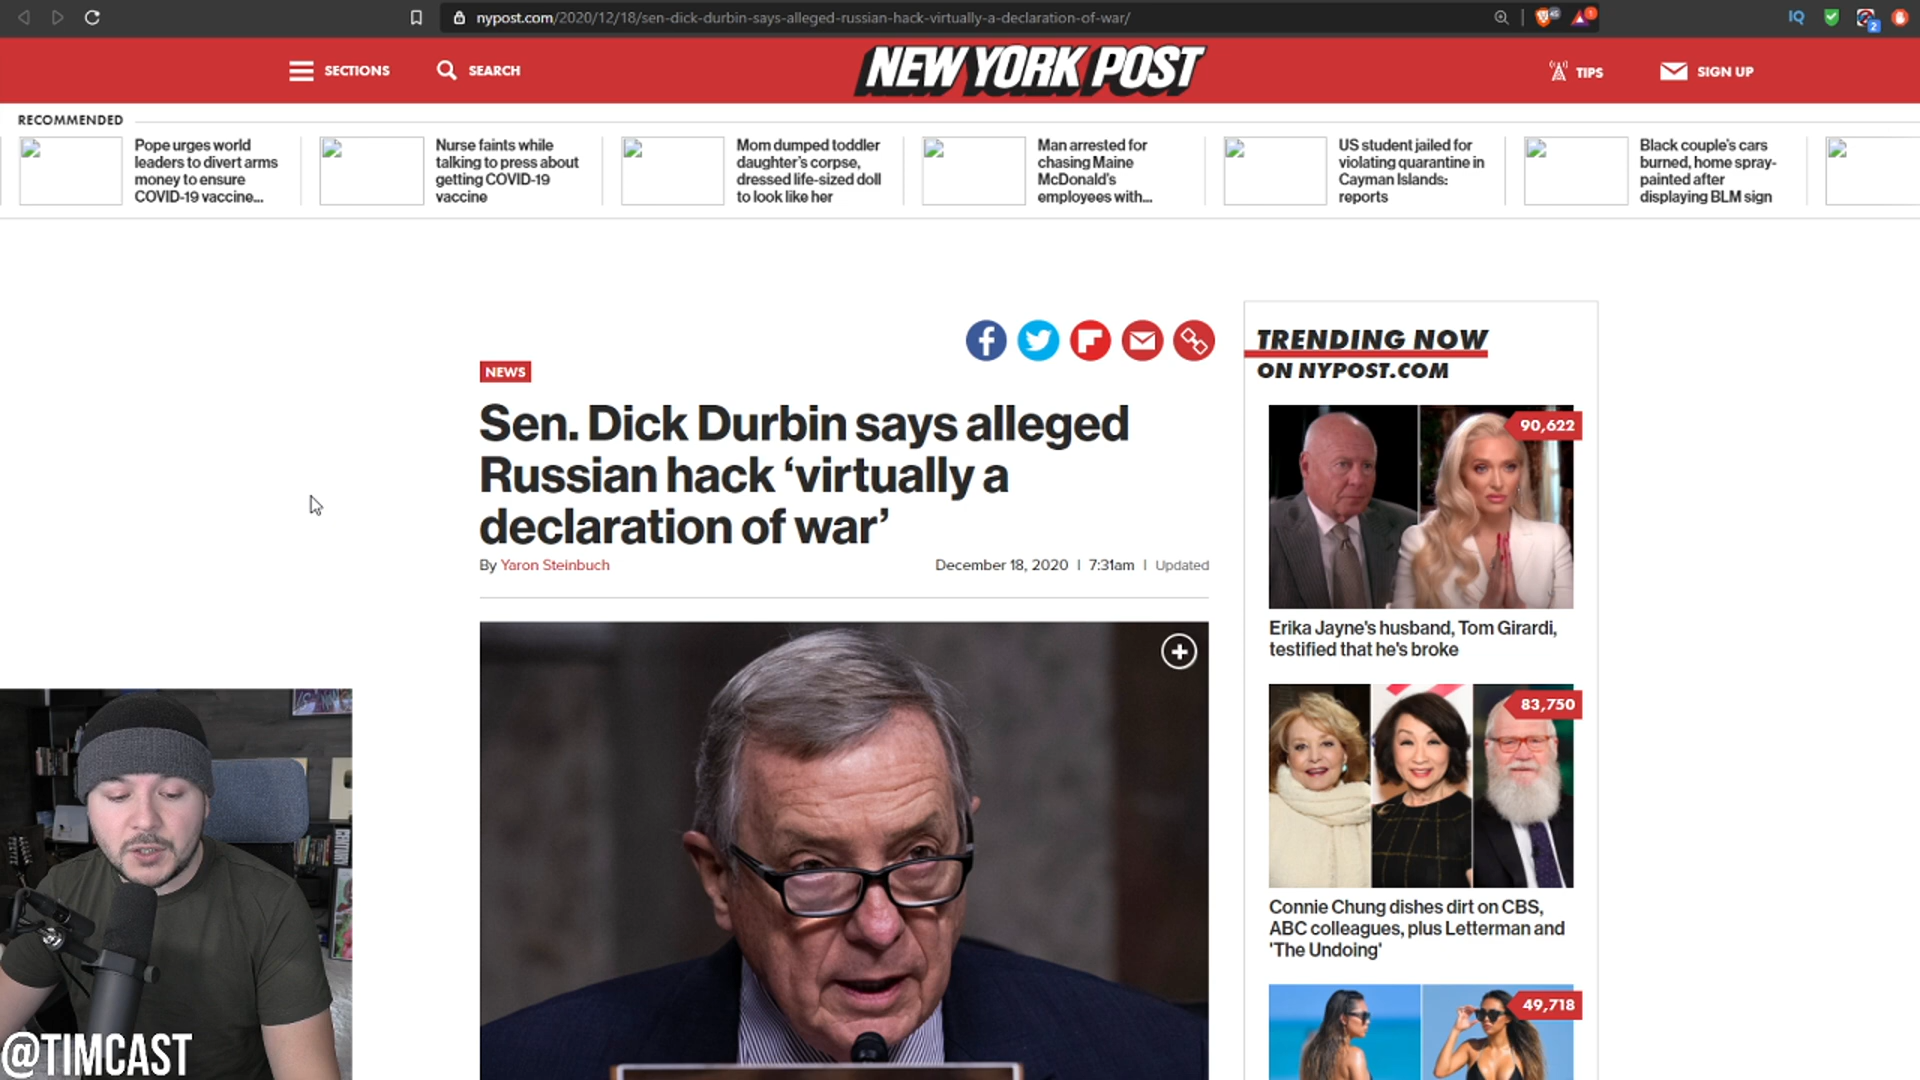 nypost.com/2020/12/18/sen-dick-durbin-says-alleged-russian-hack-virtually-a-declaration-of-war/
IQ
2
SECTIONS
SEARCH
NEW YORK POST
TIPS
SIGN UP
RECOMMENDED
Pope urges world
leaders to divert arms
money to ensure
COVID-19 vaccine...
Nurse faints while
talking to press about
getting COVID-19
vaccine
Mom dumped toddler
daughter's corpse,
dressed life-sized doll
to look like her
Man arrested for
chasing Maine
McDonald's
employees with...
US student jailed for
violating quarantine in
Cayman Islands:
reports
Black couple's cars
burned, home spray-
painted after
displaying BLM sign
NEWS
Sen. Dick Durbin says alleged
Russian hack ‘virtually a
declaration of war’
By Yaron Steinbuch
December 18, 2020 | 7:31am | Updated
TRENDING NOW
ON NYPOST.COM
90,622
Erika Jayne's husband, Tom Girardi,
testified that he's broke
83,750
Connie Chung dishes dirt on CBS,
ABC colleagues, plus Letterman and
'The Undoing'
49,718
@TIMCAST